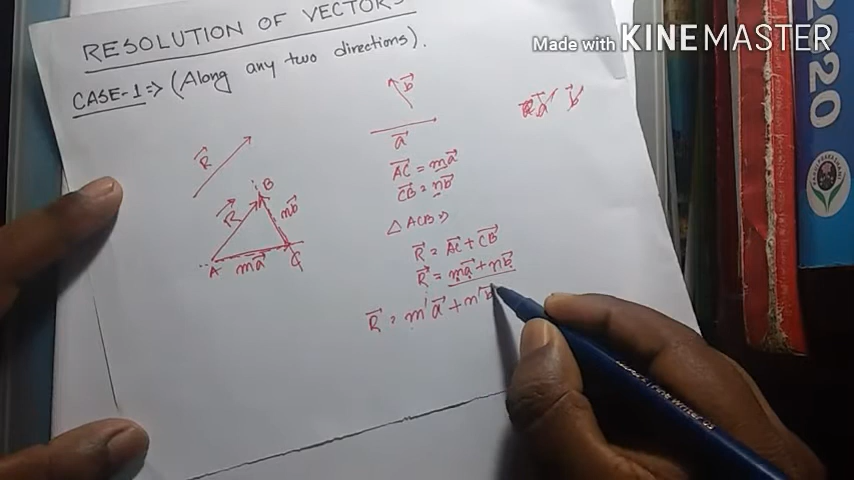 RESOLUTION OF VECTORS
CASE-1 => (Along any two directions).
R⃗
b⃗
a⃗
a⃗ b⃗
AC⃗ = ma⃗
CB⃗ = nb⃗
△ACB =>
R⃗ = AC⃗ + CB⃗
R⃗ = ma⃗ + nb⃗
R⃗ = m'a⃗ + n'b⃗
B
R⃗
nb⃗
A
ma⃗
C
Made with KINEMASTER
2020